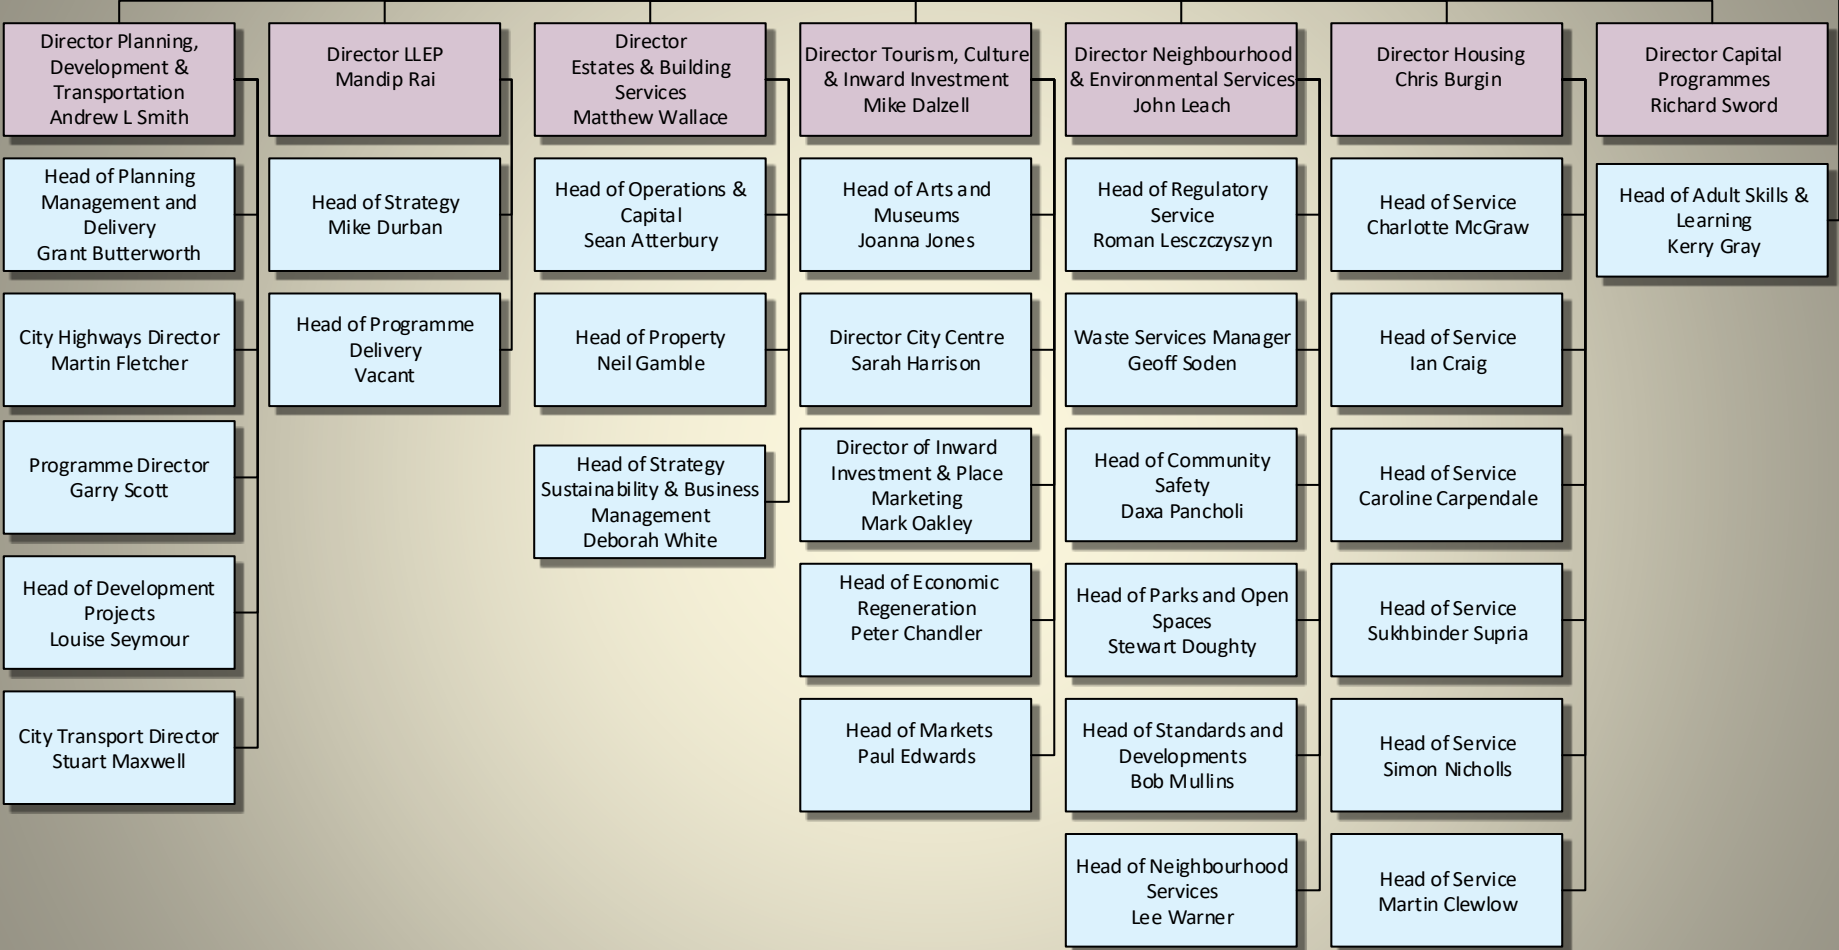 Director Planning,
Development &
Transportation
Andrew L Smith
Head of Planning
Management and
Delivery
Grant Butterworth
City Highways Director
Martin Fletcher
Programme Director
Garry Scott
Head of Development
Projects
Louise Seymour
City Transport Director
Stuart Maxwell
Director LLEP
Mandip Rai
Head of Strategy
Mike Durban
Head of Programme
Delivery
Vacant
Director
Estates & Building
Services
Matthew Wallace
Head of Operations &
Capital
Sean Atterbury
Head of Property
Neil Gamble
Head of Strategy
Sustainability & Business
Management
Deborah White
Director Tourism, Culture
& Inward Investment
Mike Dalzell
Head of Arts and
Museums
Joanna Jones
Director City Centre
Sarah Harrison
Director of Inward
Investment & Place
Marketing
Mark Oakley
Head of Economic
Regeneration
Peter Chandler
Head of Markets
Paul Edwards
Director Neighbourhood
& Environmental Services
John Leach
Head of Regulatory
Service
Roman Lesczczyszyn
Waste Services Manager
Geoff Soden
Head of Community
Safety
Daxa Pancholi
Head of Parks and Open
Spaces
Stewart Doughty
Head of Standards and
Developments
Bob Mullins
Head of Neighbourhood
Services
Lee Warner
Director Housing
Chris Burgin
Head of Service
Charlotte McGraw
Head of Service
Ian Craig
Head of Service
Caroline Carpendale
Head of Service
Sukhbinder Supria
Head of Service
Simon Nicholls
Head of Service
Martin Clewlow
Director Capital
Programmes
Richard Sword
Head of Adult Skills &
Learning
Kerry Gray